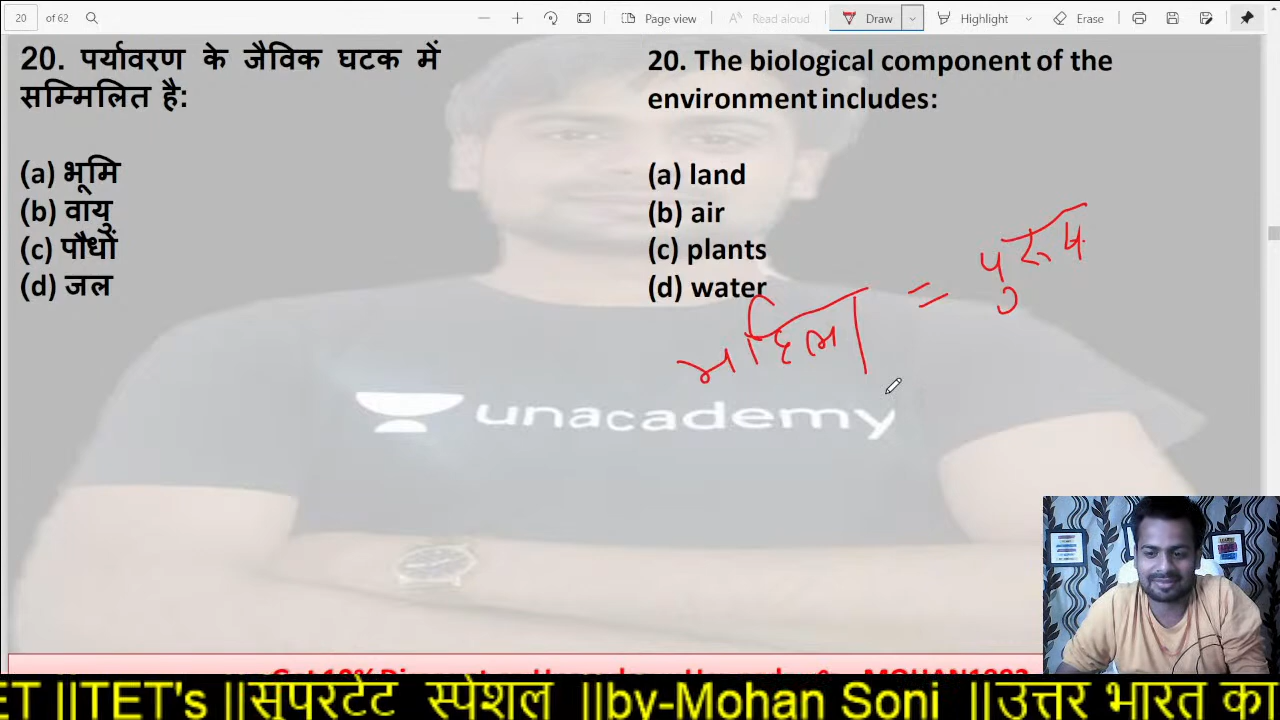 20 of 62 Page view Read aloud Draw Highlight Erase
20. पर्यावरण के जैविक घटक में
सम्मिलित है:
(a) भूमि
(b) वायु
(c) पौधों
(d) जल
20. The biological component of the
environment includes:
(a) land
(b) air
(c) plants
(d) water
महिला = पुरुष
unacademy
ET ||TET's ||सुपरटेट स्पेशल ||by-Mohan Soni ||उत्तर भारत का